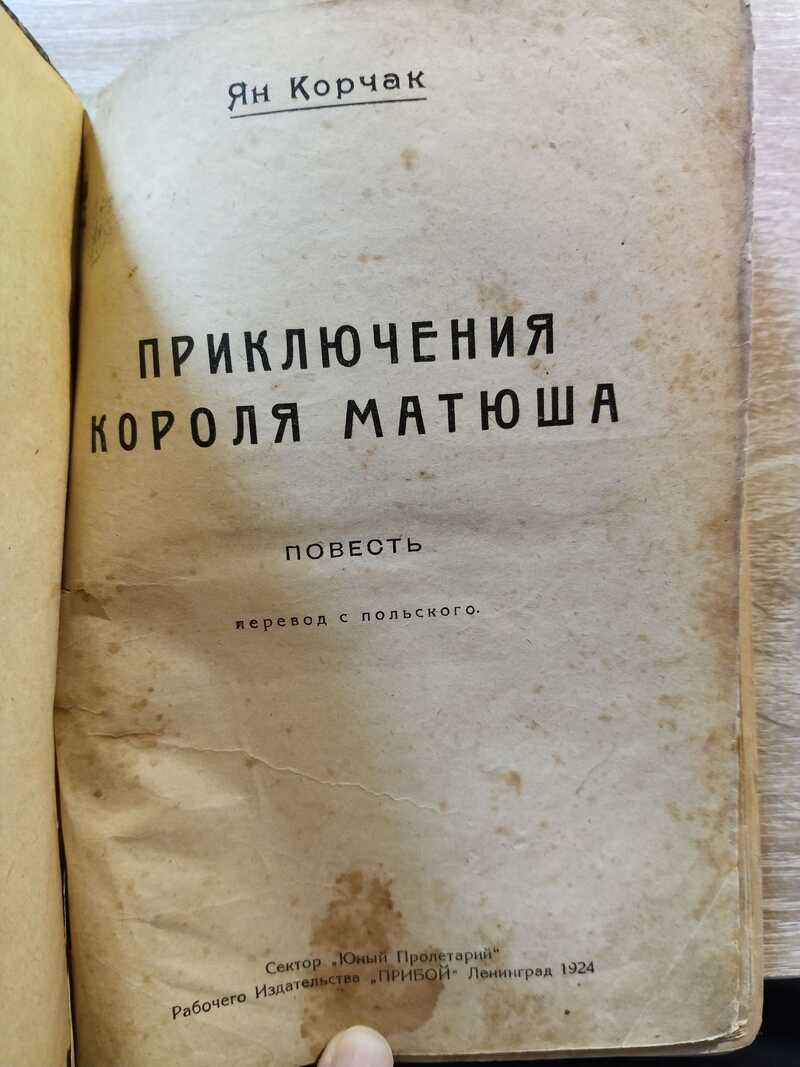 Ян Корчак
ПРИКЛЮЧЕНИЯ
КОРОЛЯ МАТЮША
ПОВЕСТЬ
перевод с польского.
Сектор „Юный Пролетарий“
Рабочего Издательства „ПРИБОЙ“ Ленинград 1924